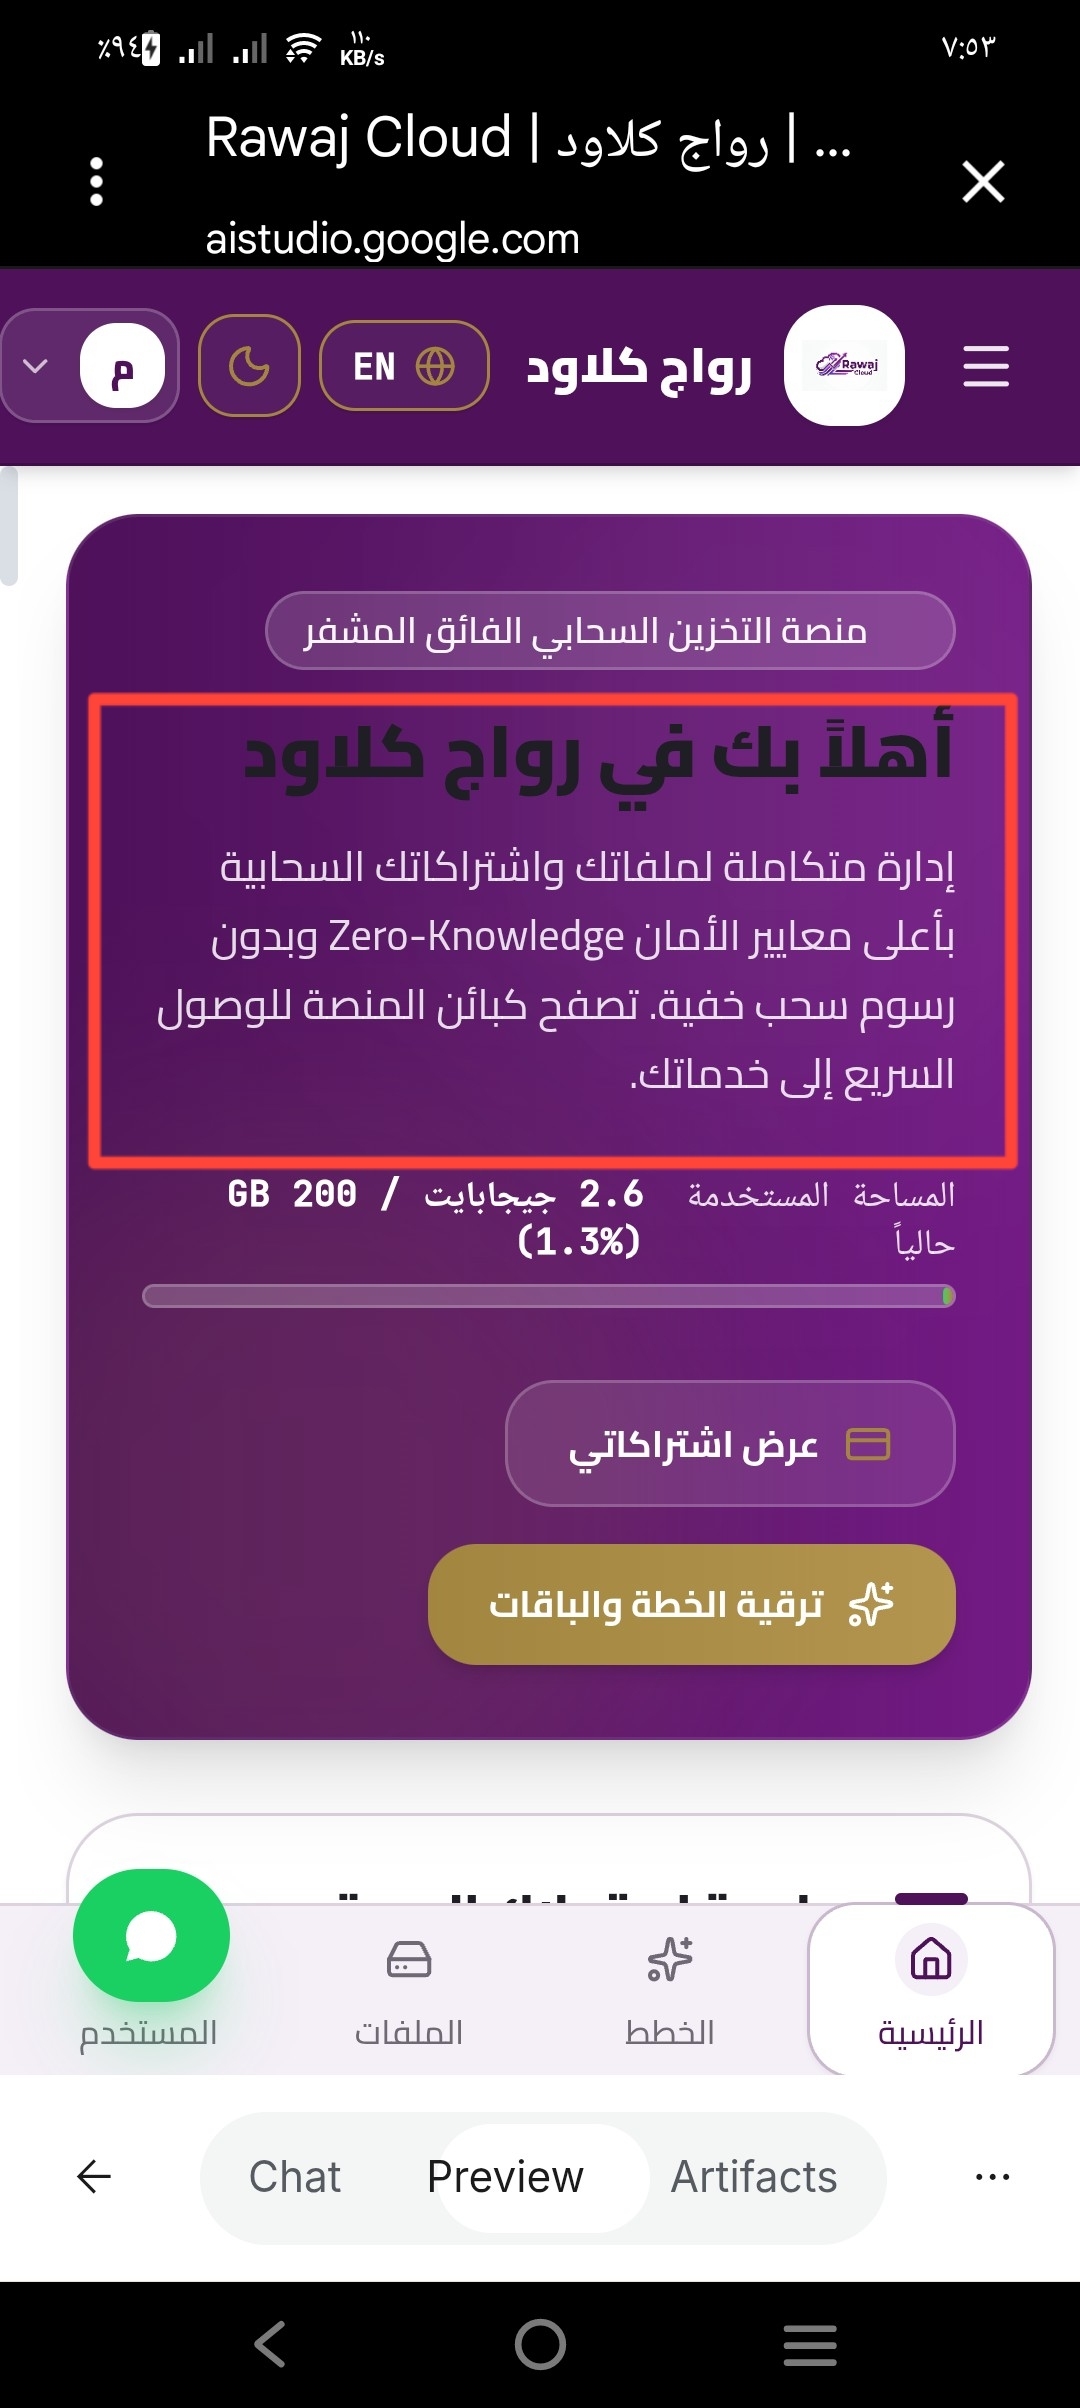 ٪٩٤
١١٠ KB/s
٧:٥٣
Rawaj Cloud | رواج كلاود | ...
aistudio.google.com
Rawaj Cloud
رواج كلاود
EN
م
منصة التخزين السحابي الفائق المشفر
أهلاً بك في رواج كلاود
إدارة متكاملة لملفاتك واشتراكاتك السحابية
بأعلى معايير الأمان Zero-Knowledge وبدون
رسوم سحب خفية. تصفح كبائن المنصة للوصول
السريع إلى خدماتك.
المساحة المستخدمة حالياً
2.6 جيجابايت / 200 GB
(1.3%)
عرض اشتراكاتي
ترقية الخطة والباقات
الرئيسية
الخطط
الملفات
المستخدم
Chat
Preview
Artifacts